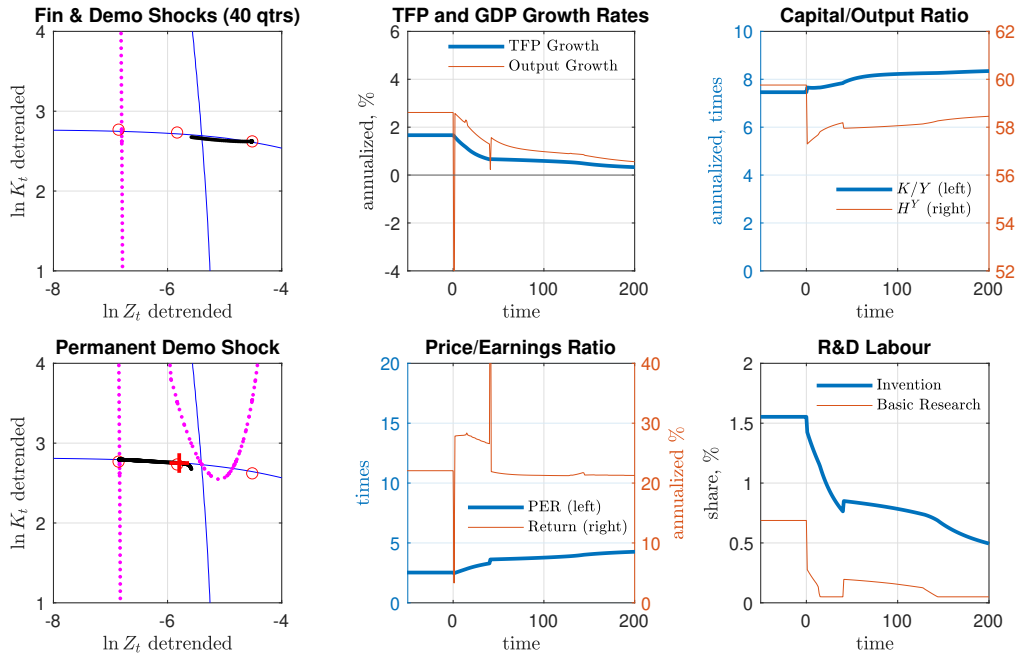 Fin & Demo Shocks (40 qtrs)
4
3
2
1
-8
-6
-4
ln K_t detrended
ln Z_t detrended
TFP and GDP Growth Rates
TFP Growth
Output Growth
6
4
2
0
-2
-4
0
100
200
annualized, %
time
Capital/Output Ratio
K/Y (left)
H^Y (right)
10
8
6
4
2
0
62
60
58
56
54
52
0
100
200
annualized, times
time
Permanent Demo Shock
4
3
2
1
-8
-6
-4
ln K_t detrended
ln Z_t detrended
Price/Earnings Ratio
PER (left)
Return (right)
20
15
10
5
0
40
30
20
10
0
0
100
200
times
annualized %
time
R&D Labour
Invention
Basic Research
2
1.5
1
0.5
0
0
100
200
share, %
time